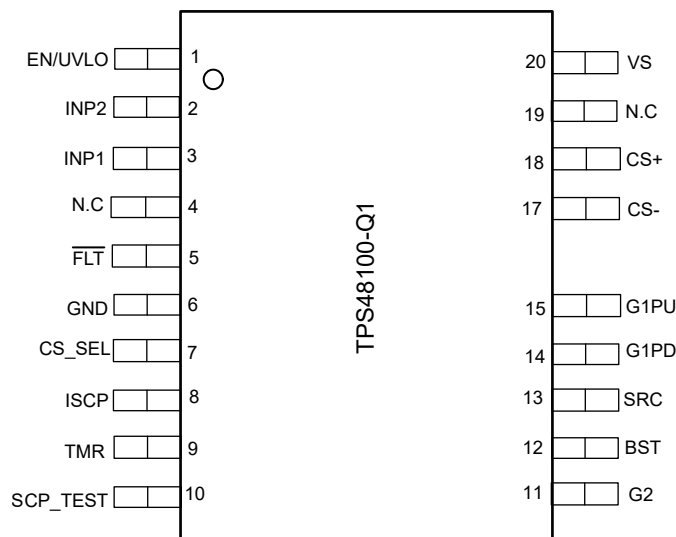 EN/UVLO 1
INP2 2
INP1 3
N.C 4
FLT 5
GND 6
CS_SEL 7
ISCP 8
TMR 9
SCP_TEST 10
TPS48100-Q1
20 VS
19 N.C
18 CS+
17 CS-
15 G1PU
14 G1PD
13 SRC
12 BST
11 G2